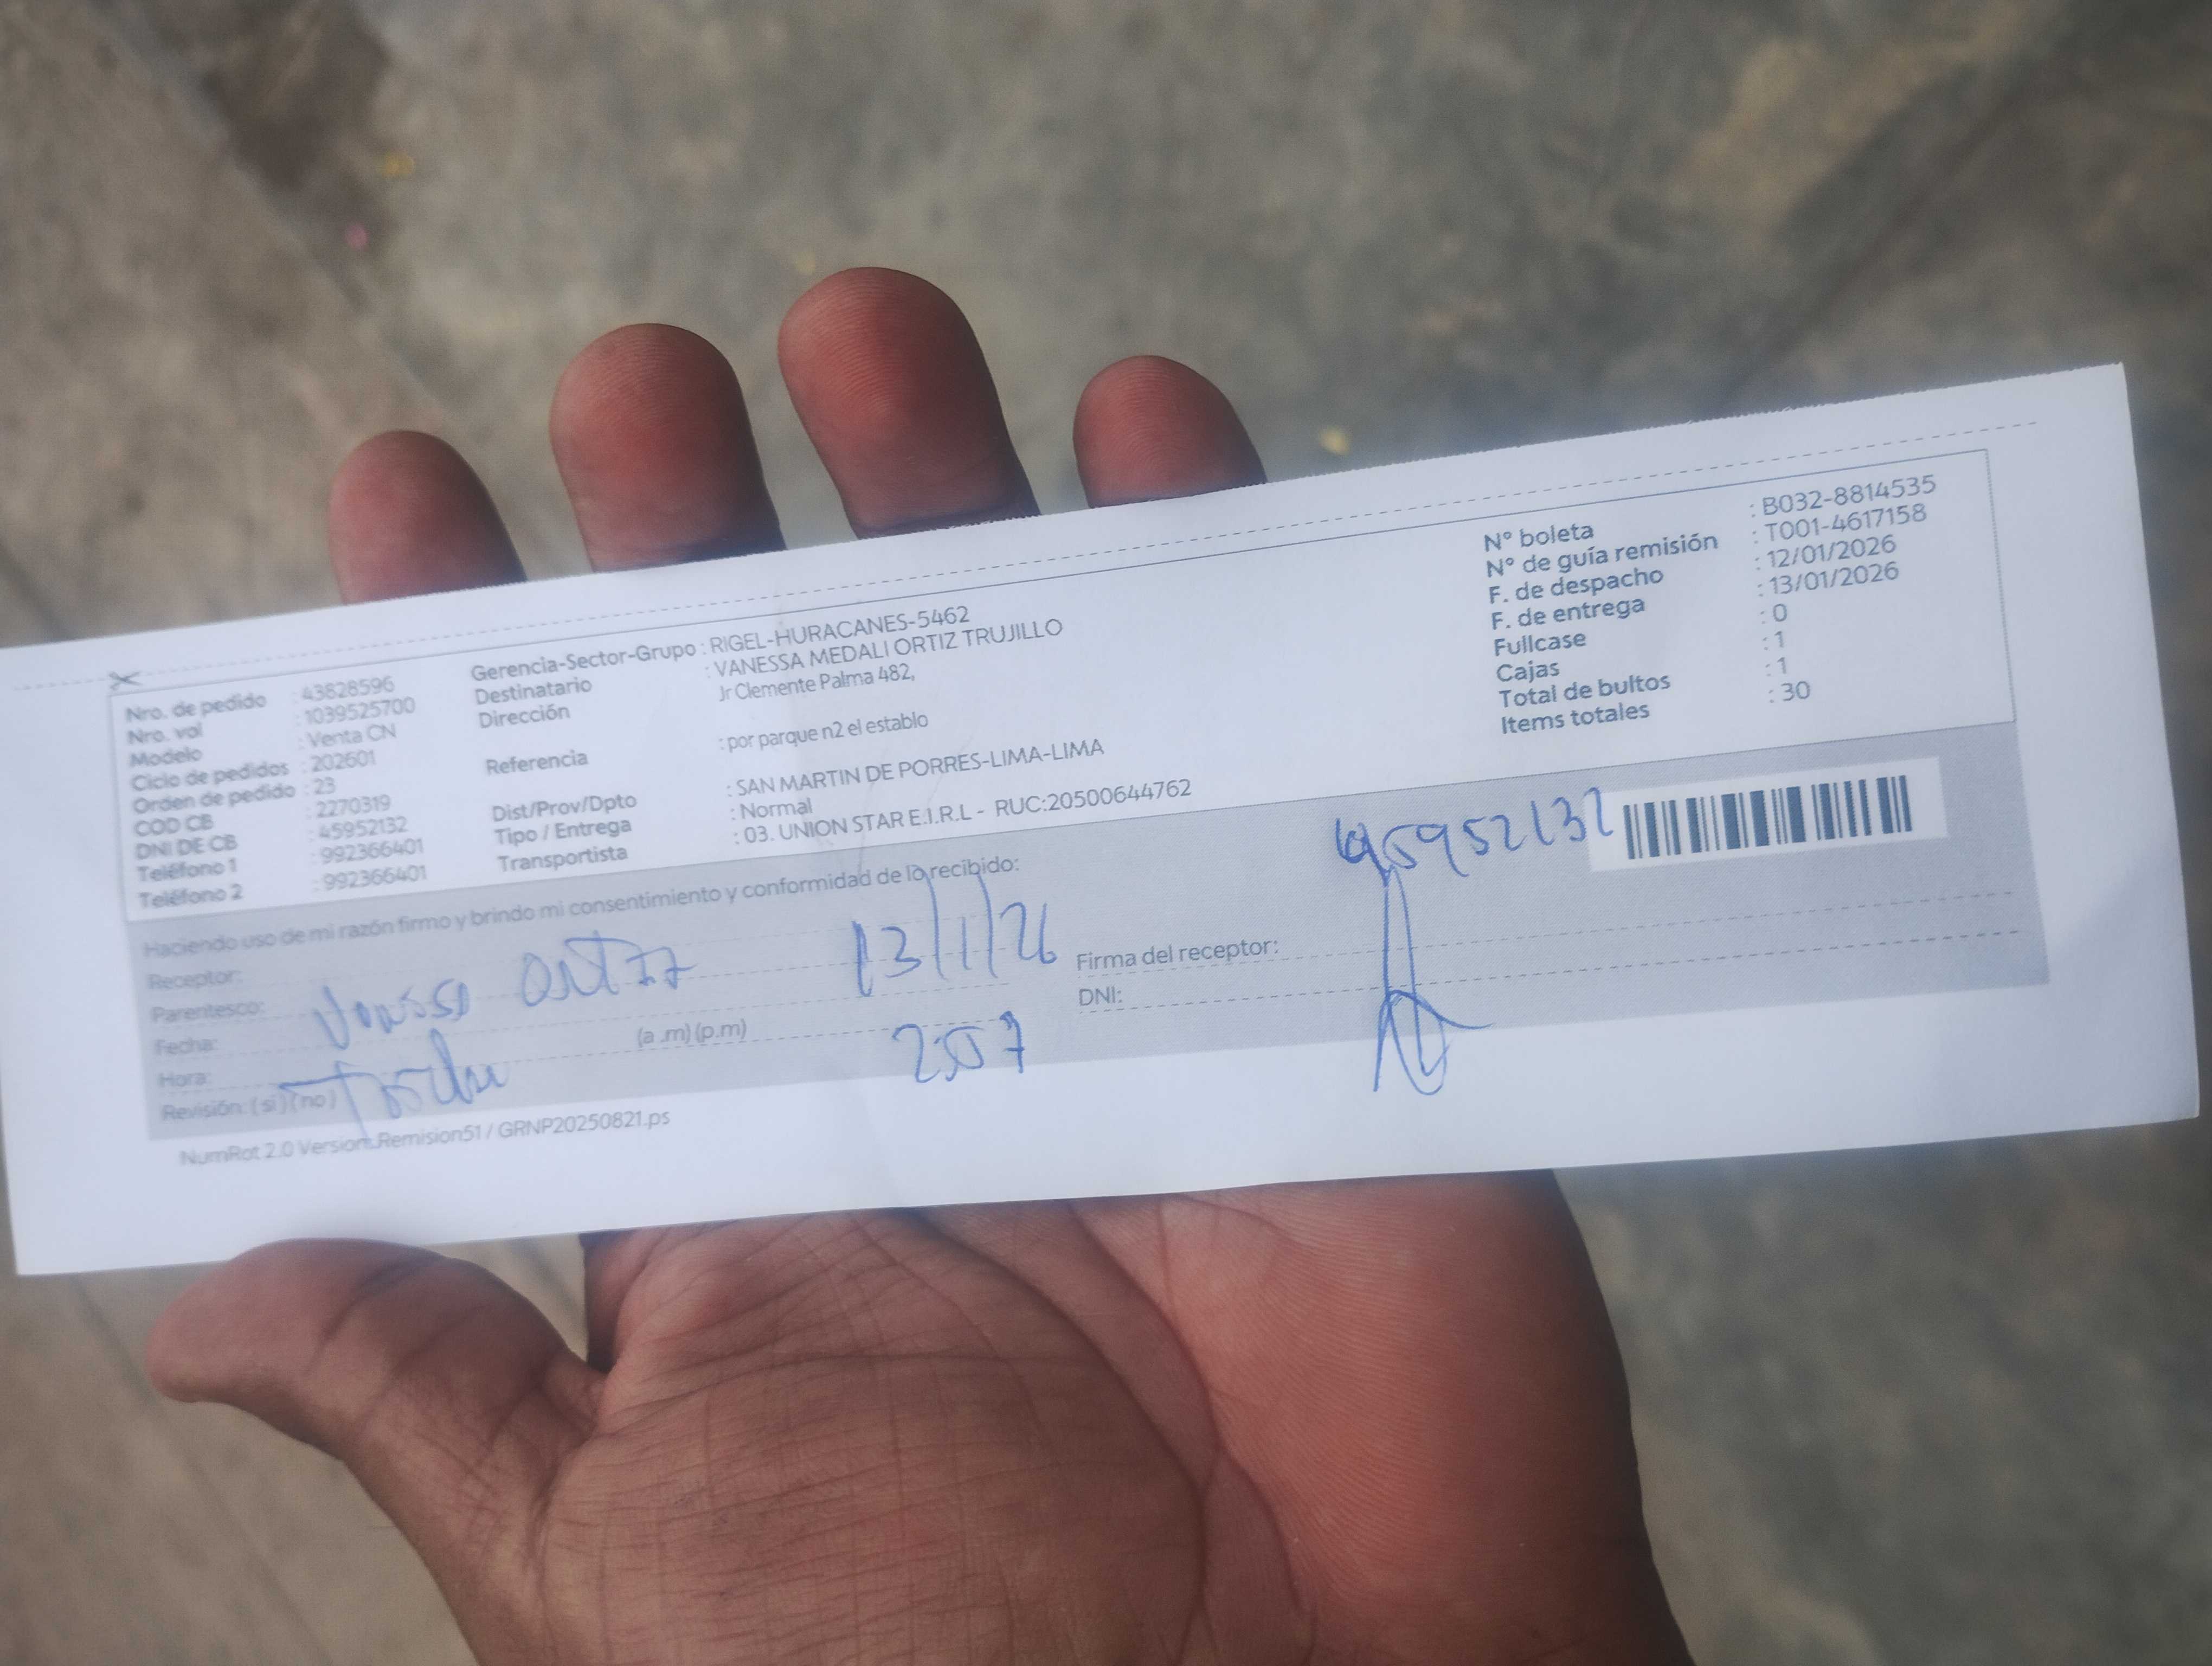 Nro. de pedido : 43828596
Nro. vol : 1039525700
Modelo : Venta CN
Ciclo de pedidos : 202601
Orden de pedido : 23
COD CB : 2270319
DNI DE CB : 45952132
Teléfono 1 : 992366401
Teléfono 2 : 992366401
Gerencia-Sector-Grupo : RIGEL-HURACANES-5462
Destinatario : VANESSA MEDALI ORTIZ TRUJILLO
Dirección Jr Clemente Palma 482,
Referencia : por parque n2 el establo
Dist/Prov/Dpto : SAN MARTIN DE PORRES-LIMA-LIMA
Tipo / Entrega : Normal
Transportista : 03. UNION STAR E.I.R.L - RUC:20500644762
N° boleta : B032-8814535
N° de guía remisión : T001-4617158
F. de despacho : 12/01/2026
F. de entrega : 13/01/2026
Fullcase : 0
Cajas : 1
Total de bultos : 1
Items totales : 30
Haciendo uso de mi razón firmo y brindo mi consentimiento y conformidad de lo recibido:
Receptor:
Parentesco:
Fecha:
Hora: (a .m) (p.m)
Revisión: ( si ) ( no )
13/1/26
Firma del receptor:
DNI:
45952132
NumRot 2.0 Version:.Remision51 / GRNP20250821.ps